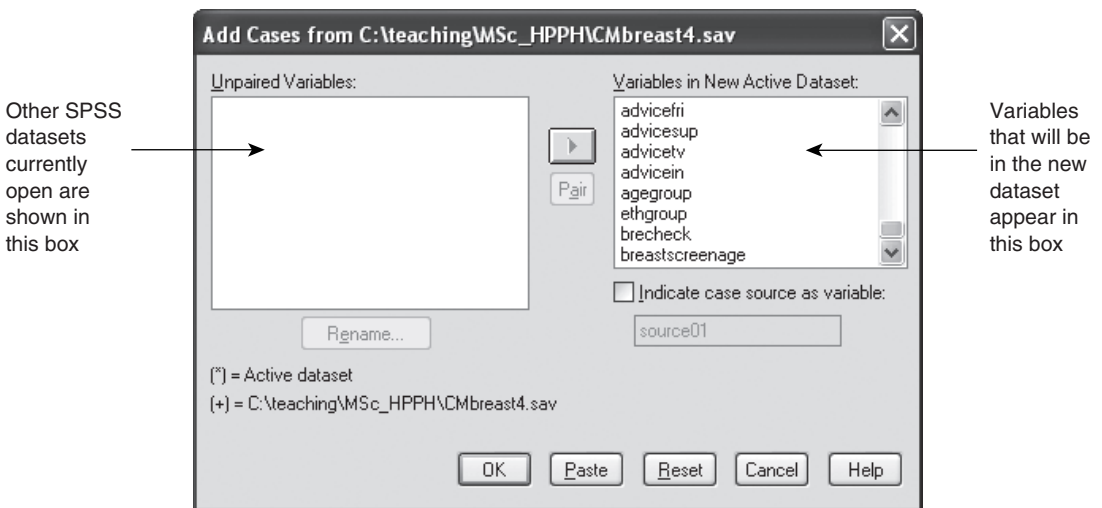 Add Cases from C:\teaching\MSc_HPPH\CMbreast4.sav
Other SPSS
datasets
currently
open are
shown in
this box
Unpaired Variables:
Rename...
Pair
Variables in New Active Dataset:
advicefri
advicesup
advicetv
advicein
agegroup
ethgroup
brecheck
breastscreenage
Indicate case source as variable:
source01
Variables
that will be
in the new
dataset
appear in
this box
(*) = Active dataset
(+) = C:\teaching\MSc_HPPH\CMbreast4.sav
OK
Paste
Reset
Cancel
Help